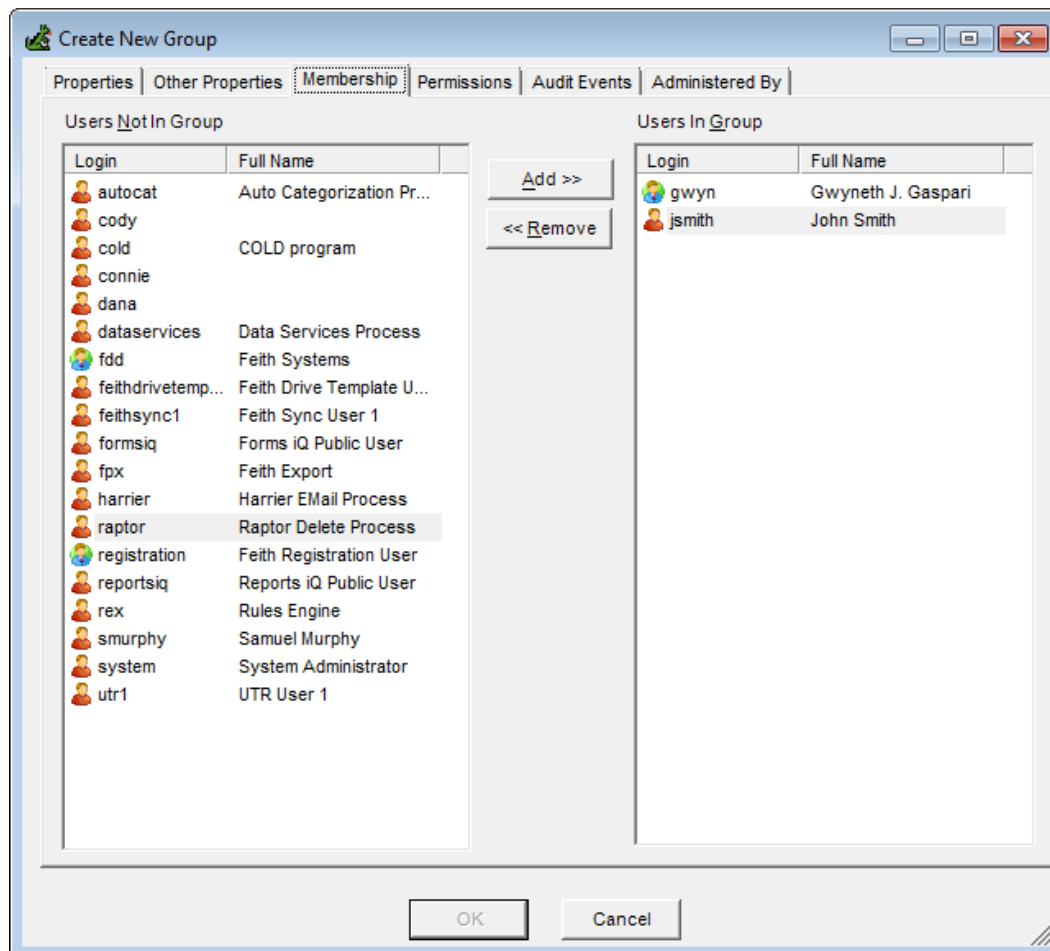 Create New Group
Properties Other Properties Membership Permissions Audit Events Administered By
Users Not In Group
Login Full Name
autocat Auto Categorization Pr...
cody
cold COLD program
connie
dana
dataservices Data Services Process
fdd Feith Systems
feithdrivetemp... Feith Drive Template U...
feithsync1 Feith Sync User 1
formsiq Forms iQ Public User
fpx Feith Export
harrier Harrier EMail Process
raptor Raptor Delete Process
registration Feith Registration User
reportsiq Reports iQ Public User
rex Rules Engine
smurphy Samuel Murphy
system System Administrator
utr1 UTR User 1
Add >>
<< Remove
Users In Group
Login Full Name
gwyn Gwyneth J. Gaspari
jsmith John Smith
OK Cancel